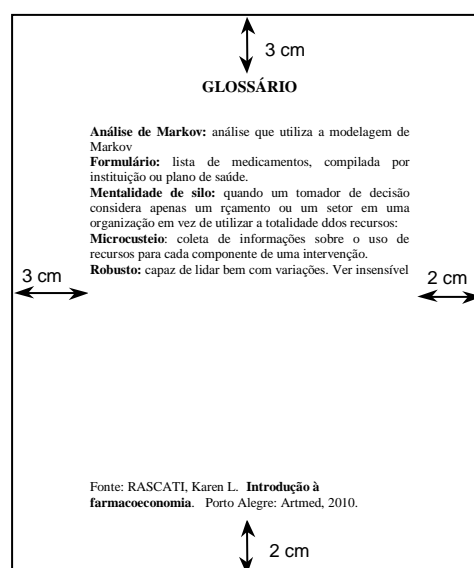 3 cm
GLOSSÁRIO
Análise de Markov: análise que utiliza a modelagem de
Markov
Formulário: lista de medicamentos, compilada por
instituição ou plano de saúde.
Mentalidade de silo: quando um tomador de decisão
considera apenas um rçamento ou um setor em uma
organização em vez de utilizar a totalidade ddos recursos:
Microcusteio: coleta de informações sobre o uso de
recursos para cada componente de uma intervenção.
Robusto: capaz de lidar bem com variações. Ver insensível
3 cm
2 cm
Fonte: RASCATI, Karen L. Introdução à
farmacoeconomia. Porto Alegre: Artmed, 2010.
2 cm